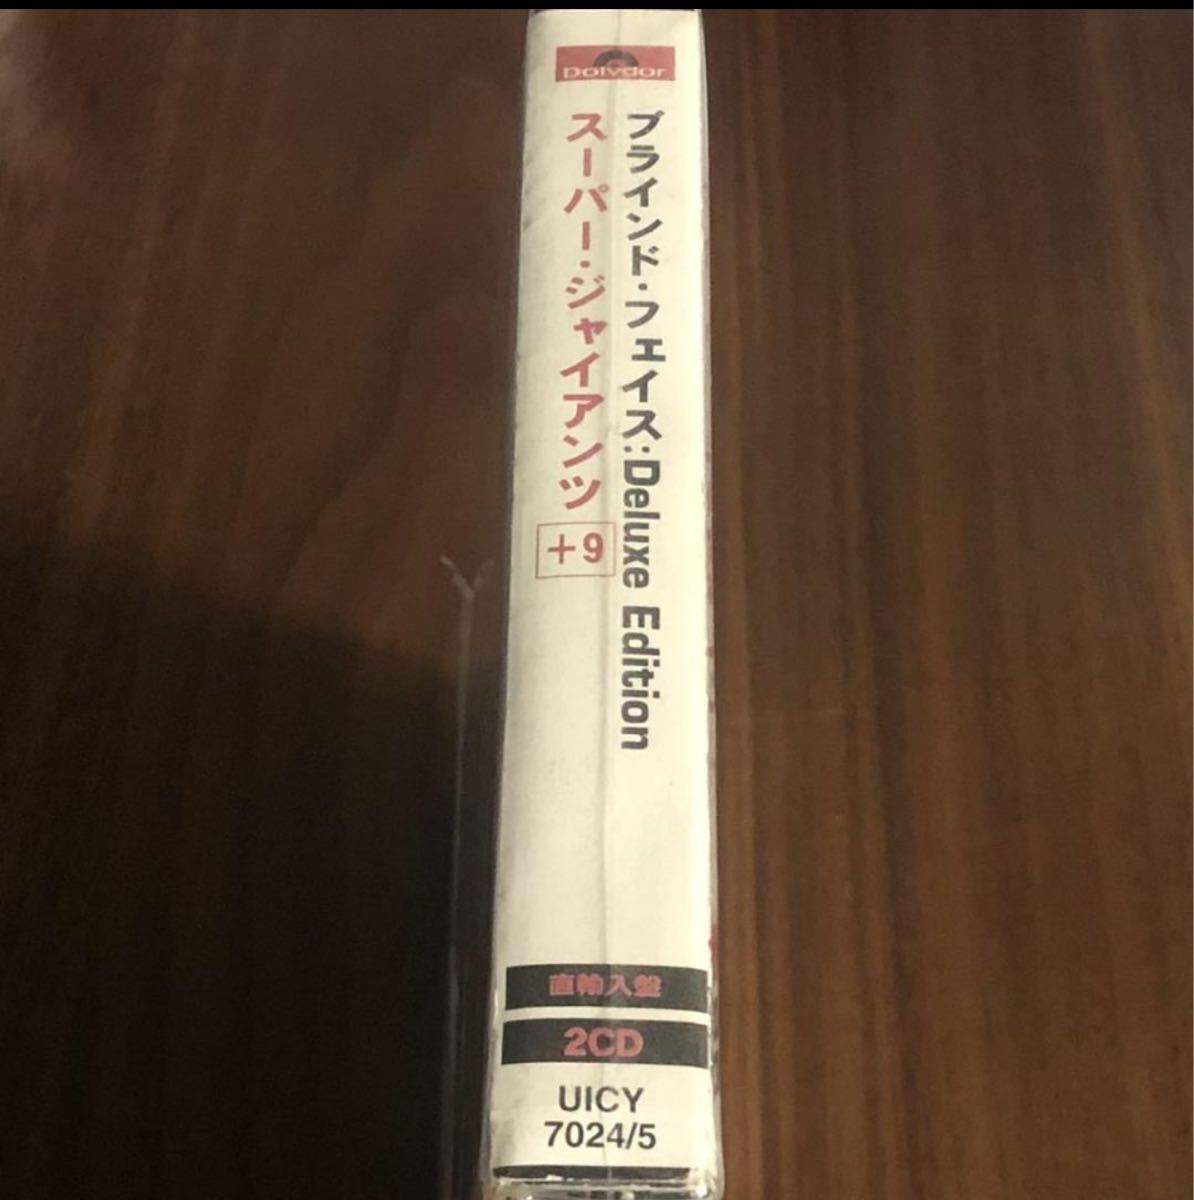 Polydor
ブラインド・フェイス:Deluxe Edition
スーパー・ジャイアンツ +9
直輸入盤
2CD
UICY
7024/5